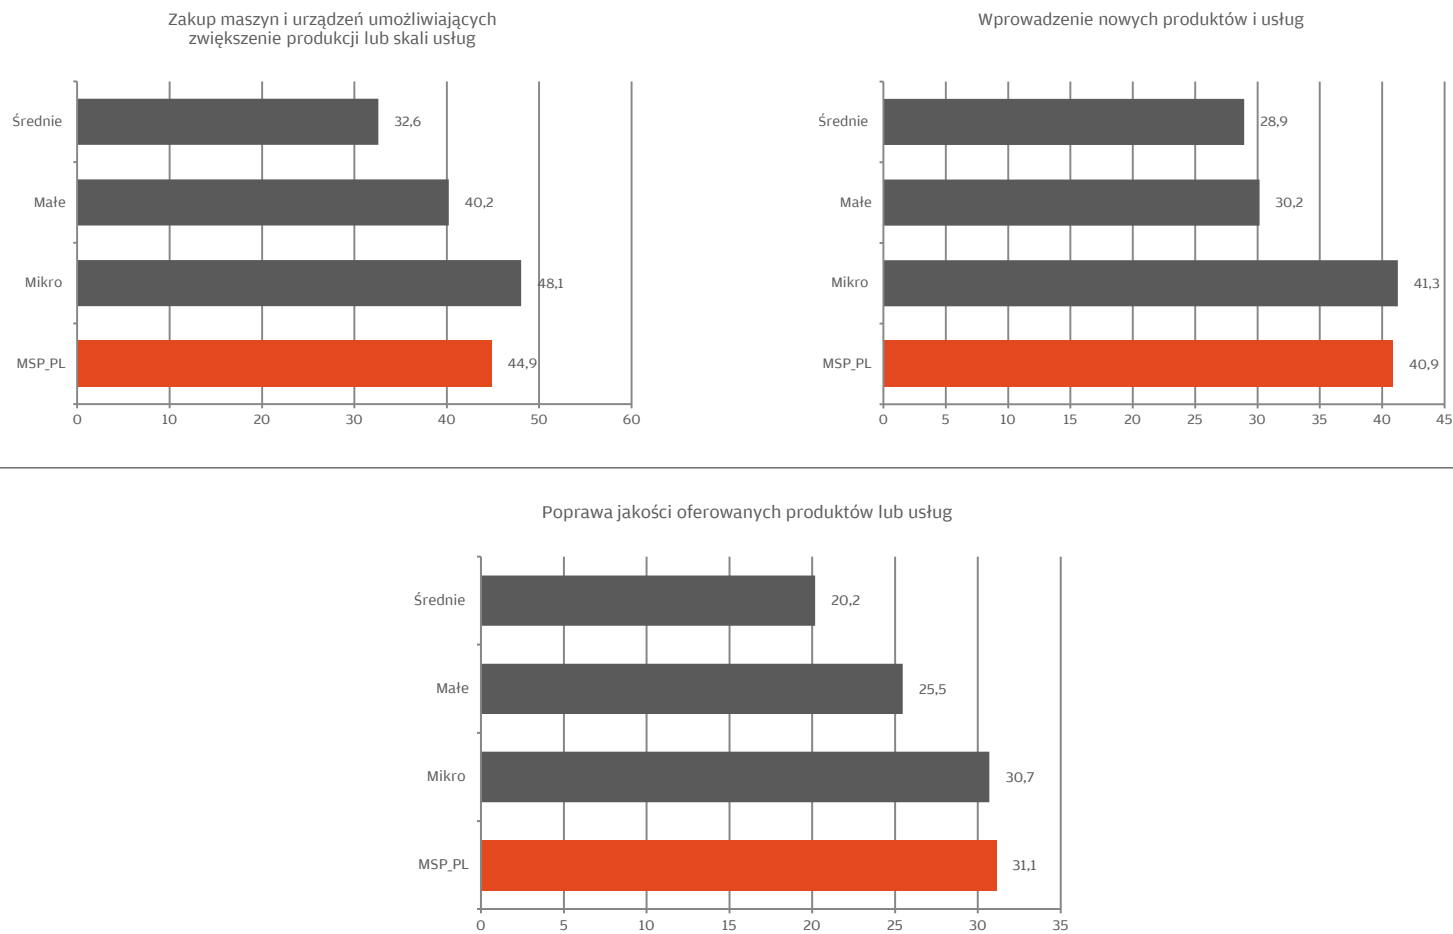 Zakup maszyn i urządzeń umożliwiających
zwiększenie produkcji lub skali usług
Średnie
32,6
Małe
40,2
Mikro
48,1
MSP_PL
44,9
0 10 20 30 40 50 60
Wprowadzenie nowych produktów i usług
Średnie
28,9
Małe
30,2
Mikro
41,3
MSP_PL
40,9
0 5 10 15 20 25 30 35 40 45
Poprawa jakości oferowanych produktów lub usług
Średnie
20,2
Małe
25,5
Mikro
30,7
MSP_PL
31,1
0 5 10 15 20 25 30 35